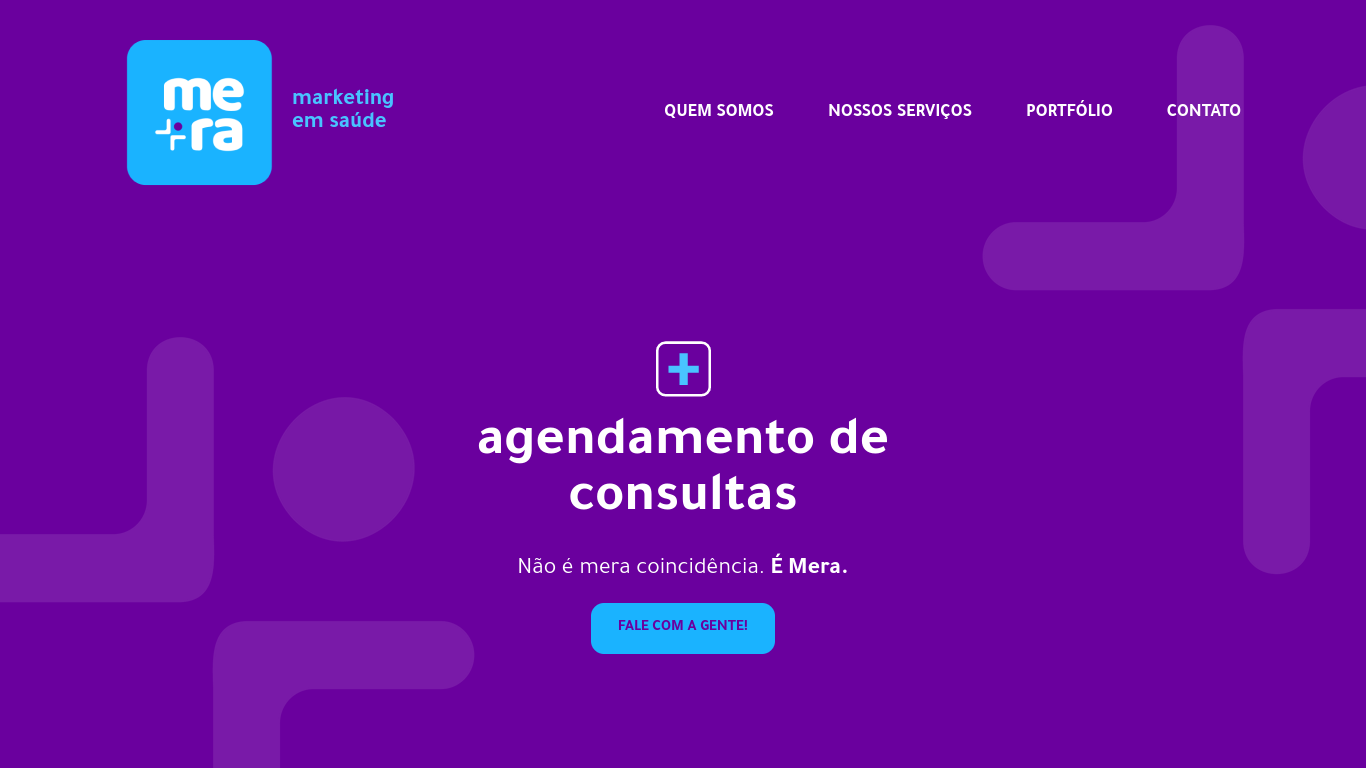 me
ra
marketing
em saúde
QUEM SOMOS
NOSSOS SERVIÇOS
PORTFÓLIO
CONTATO
agendamento de
consultas
Não é mera coincidência. É Mera.
FALE COM A GENTE!